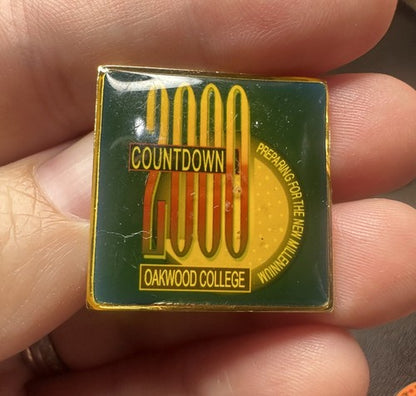 2000
COUNTDOWN
PREPARING FOR THE NEW MILLENNIUM
OAKWOOD COLLEGE